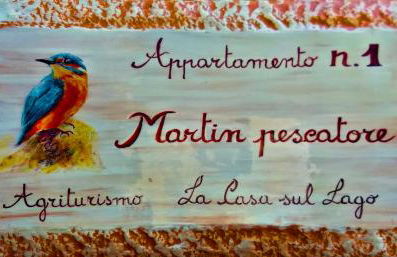 Appartamento n.1
Martin pescatore
Agriturismo La Casa sul Lago